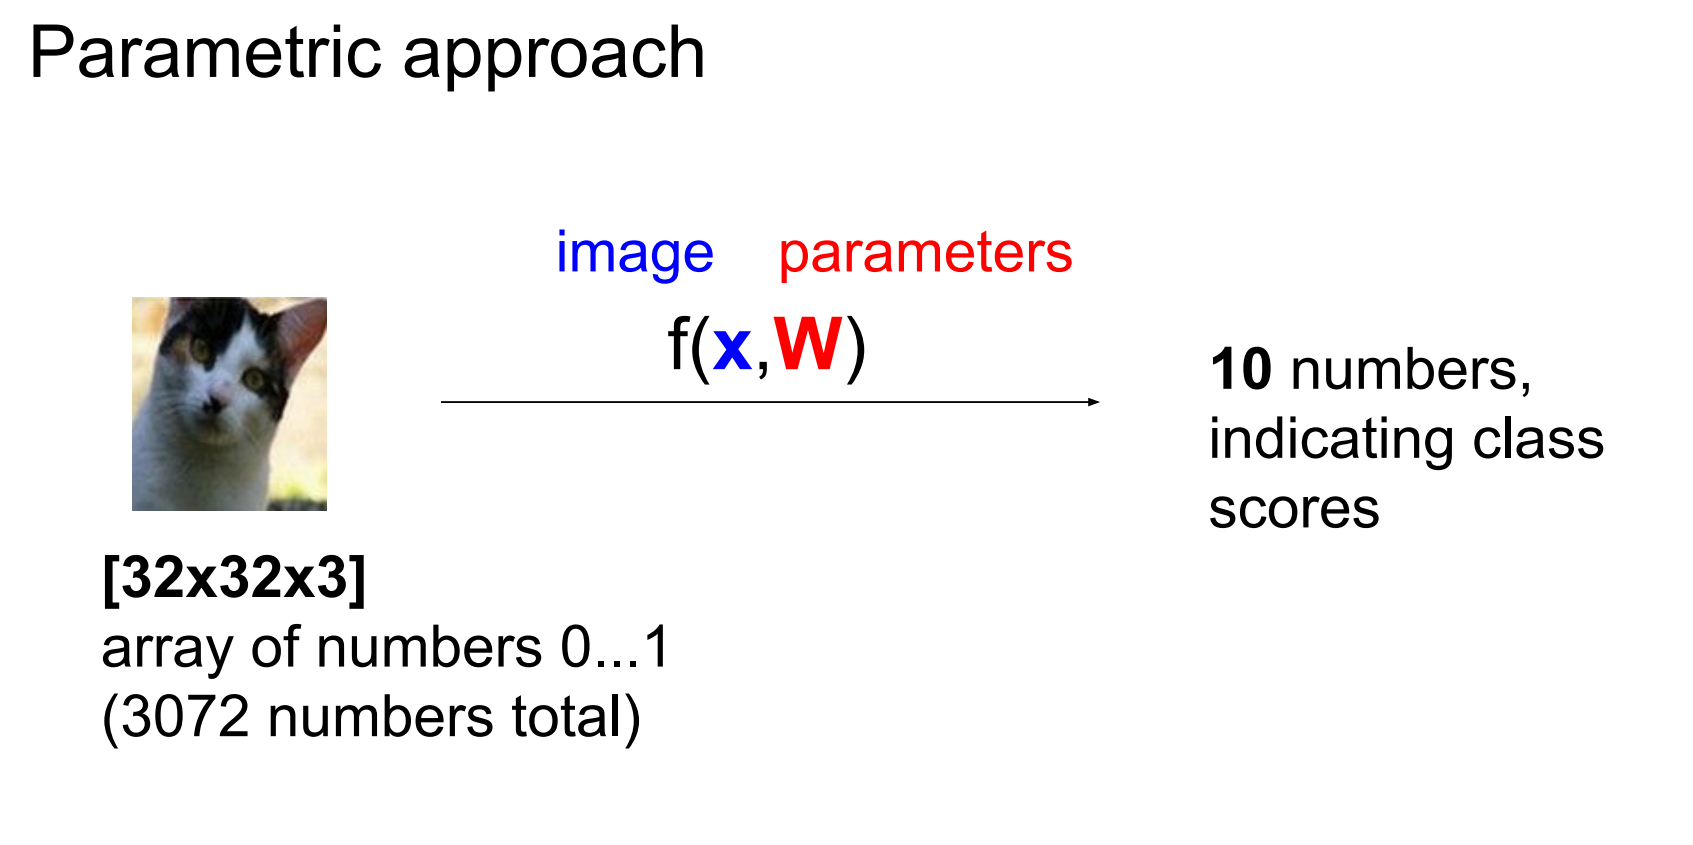 Parametric approach
image parameters
f(x,W)
10 numbers,
indicating class
scores
[32x32x3]
array of numbers 0...1
(3072 numbers total)